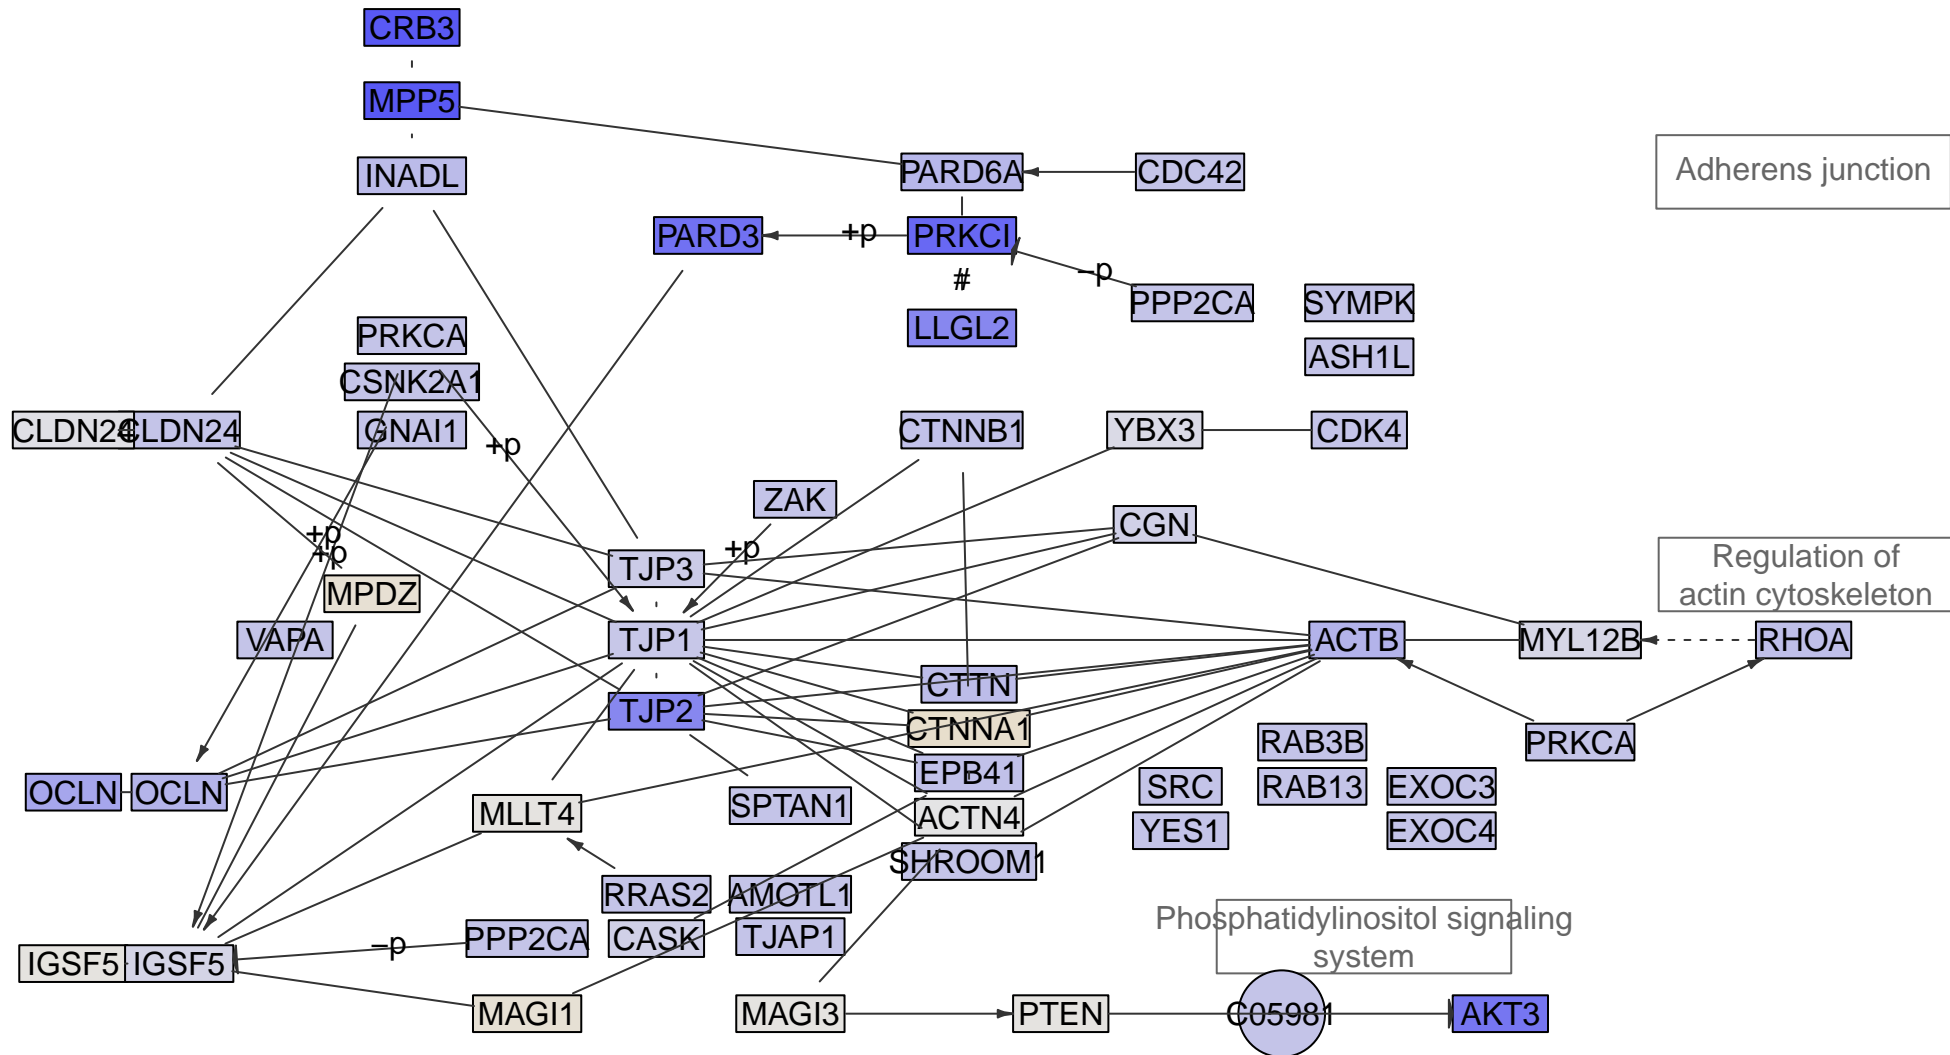 CRB3
MPP5
INADL
PARD6A
CDC42
Adherens junction
PARD3
+p
PRKCI
#
–p
PPP2CA
SYMPK
LLGL2
PRKCA
ASH1L
CSNK2A1
CLDN24
CLDN24
GNAI1
+p
CTNNB1
YBX3
CDK4
ZAK
CGN
+p
+p
+p
TJP3
MPDZ
Regulation of
actin cytoskeleton
VAPA
TJP1
ACTB
MYL12B
RHOA
CTTN
TJP2
CTNNA1
RAB3B
PRKCA
EPB41
OCLN
OCLN
SPTAN1
SRC
RAB13
EXOC3
MLLT4
ACTN4
YES1
EXOC4
SHROOM1
RRAS2
AMOTL1
Phosphatidylinositol signaling
system
PPP2CA
CASK
TJAP1
–p
IGSF5
IGSF5
MAGI1
MAGI3
PTEN
C05981
AKT3